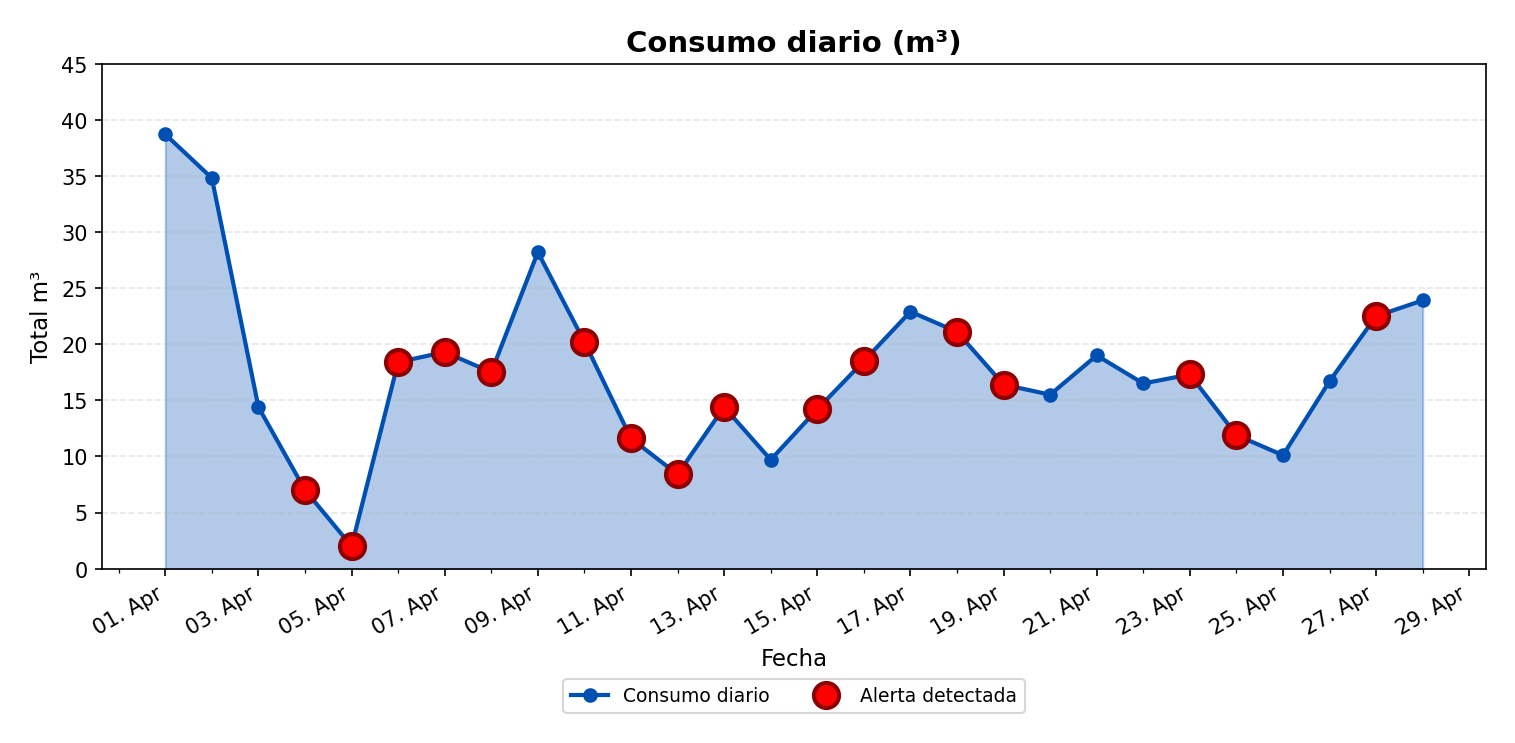 Consumo diario (m³)
Total m³
45
40
35
30
25
20
15
10
5
0
01. Apr
03. Apr
05. Apr
07. Apr
09. Apr
11. Apr
13. Apr
15. Apr
17. Apr
19. Apr
21. Apr
23. Apr
25. Apr
27. Apr
29. Apr
Fecha
Consumo diario
Alerta detectada